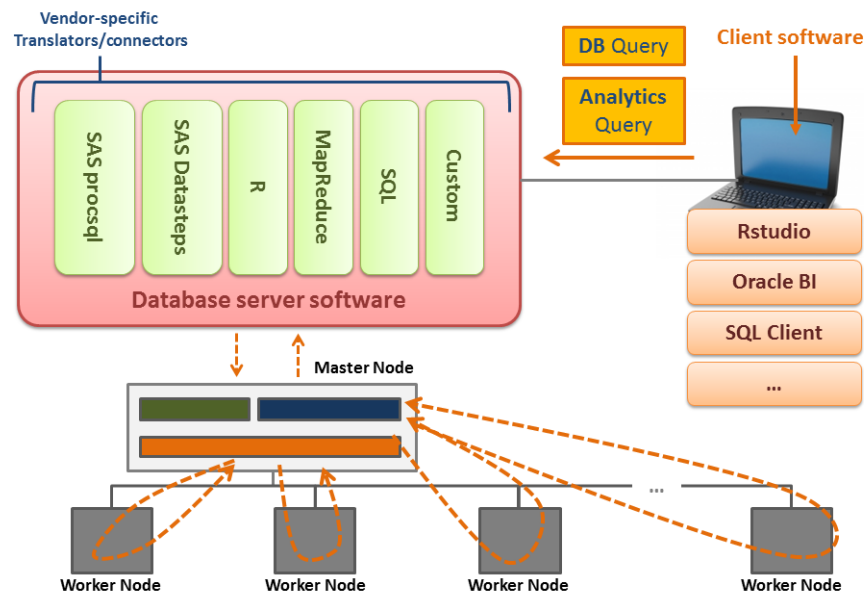 Vendor-specific
Translators/connectors
DB Query
Analytics
Query
Client software
SAS procsql
SAS Datasteps
R
MapReduce
SQL
Custom
Database server software
Rstudio
Oracle BI
SQL Client
...
Master Node
...
Worker Node
Worker Node
Worker Node
Worker Node